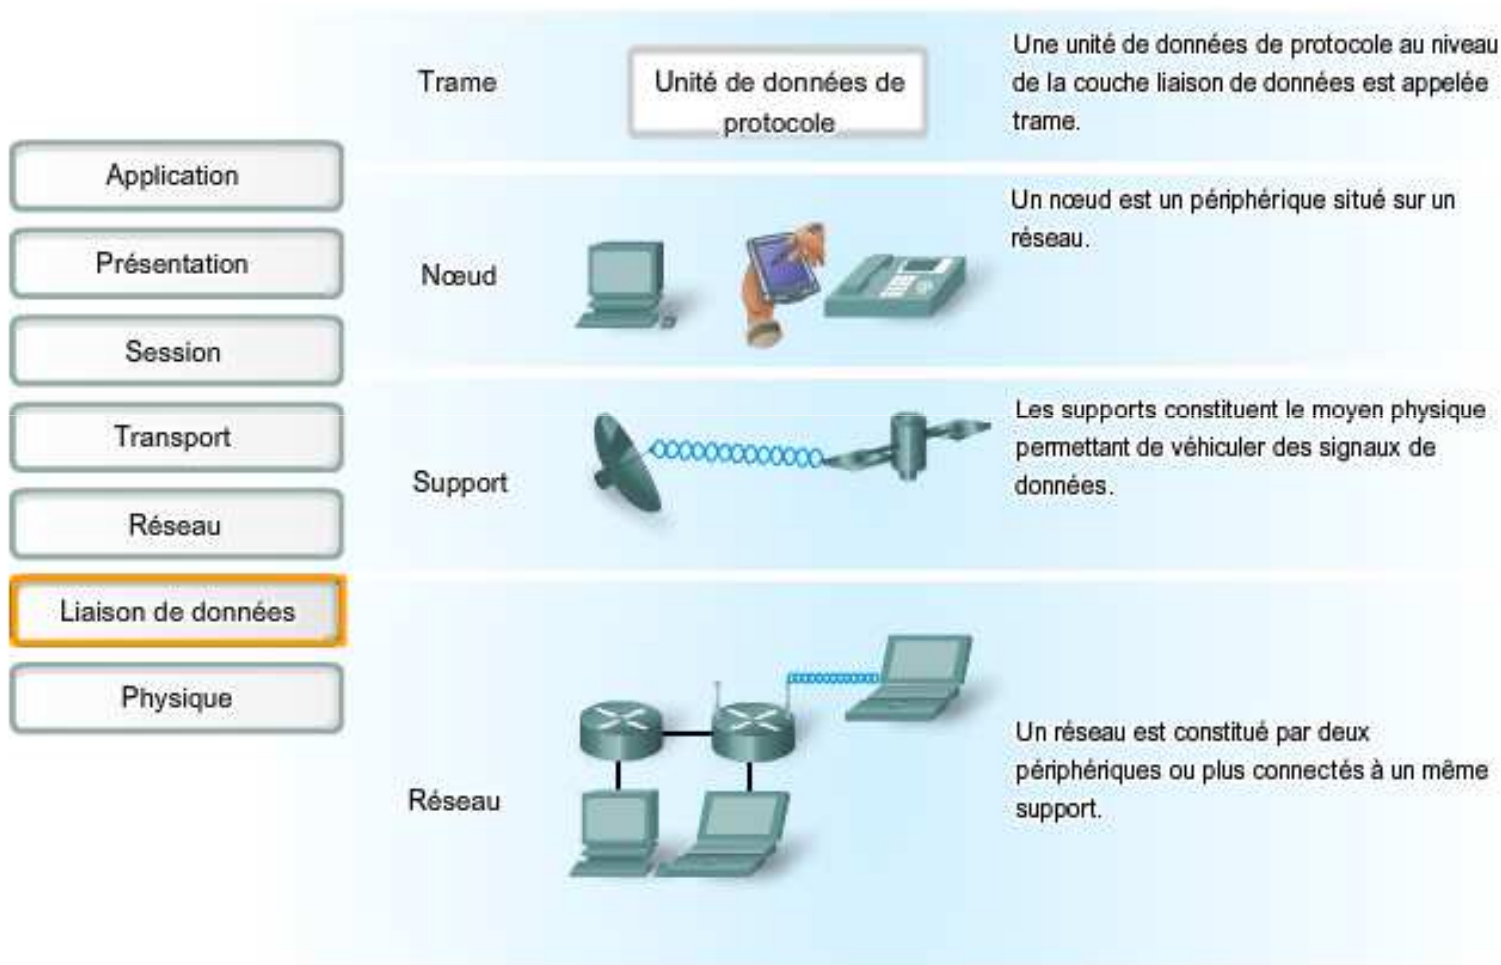 Application
Présentation
Session
Transport
Réseau
Liaison de données
Physique
Trame
Unité de données de
protocole
Une unité de données de protocole au niveau
de la couche liaison de données est appelée
trame.
Nœud
Un nœud est un périphérique situé sur un
réseau.
Support
Les supports constituent le moyen physique
permettant de véhiculer des signaux de
données.
Réseau
Un réseau est constitué par deux
périphériques ou plus connectés à un même
support.